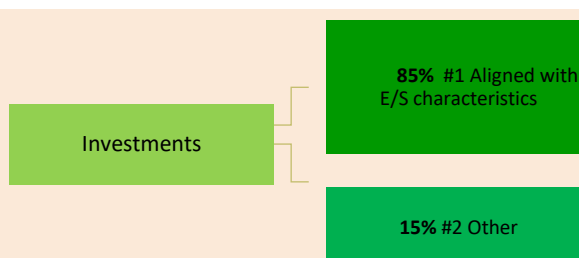 85% #1 Aligned with
E/S characteristics
Investments
15% #2 Other